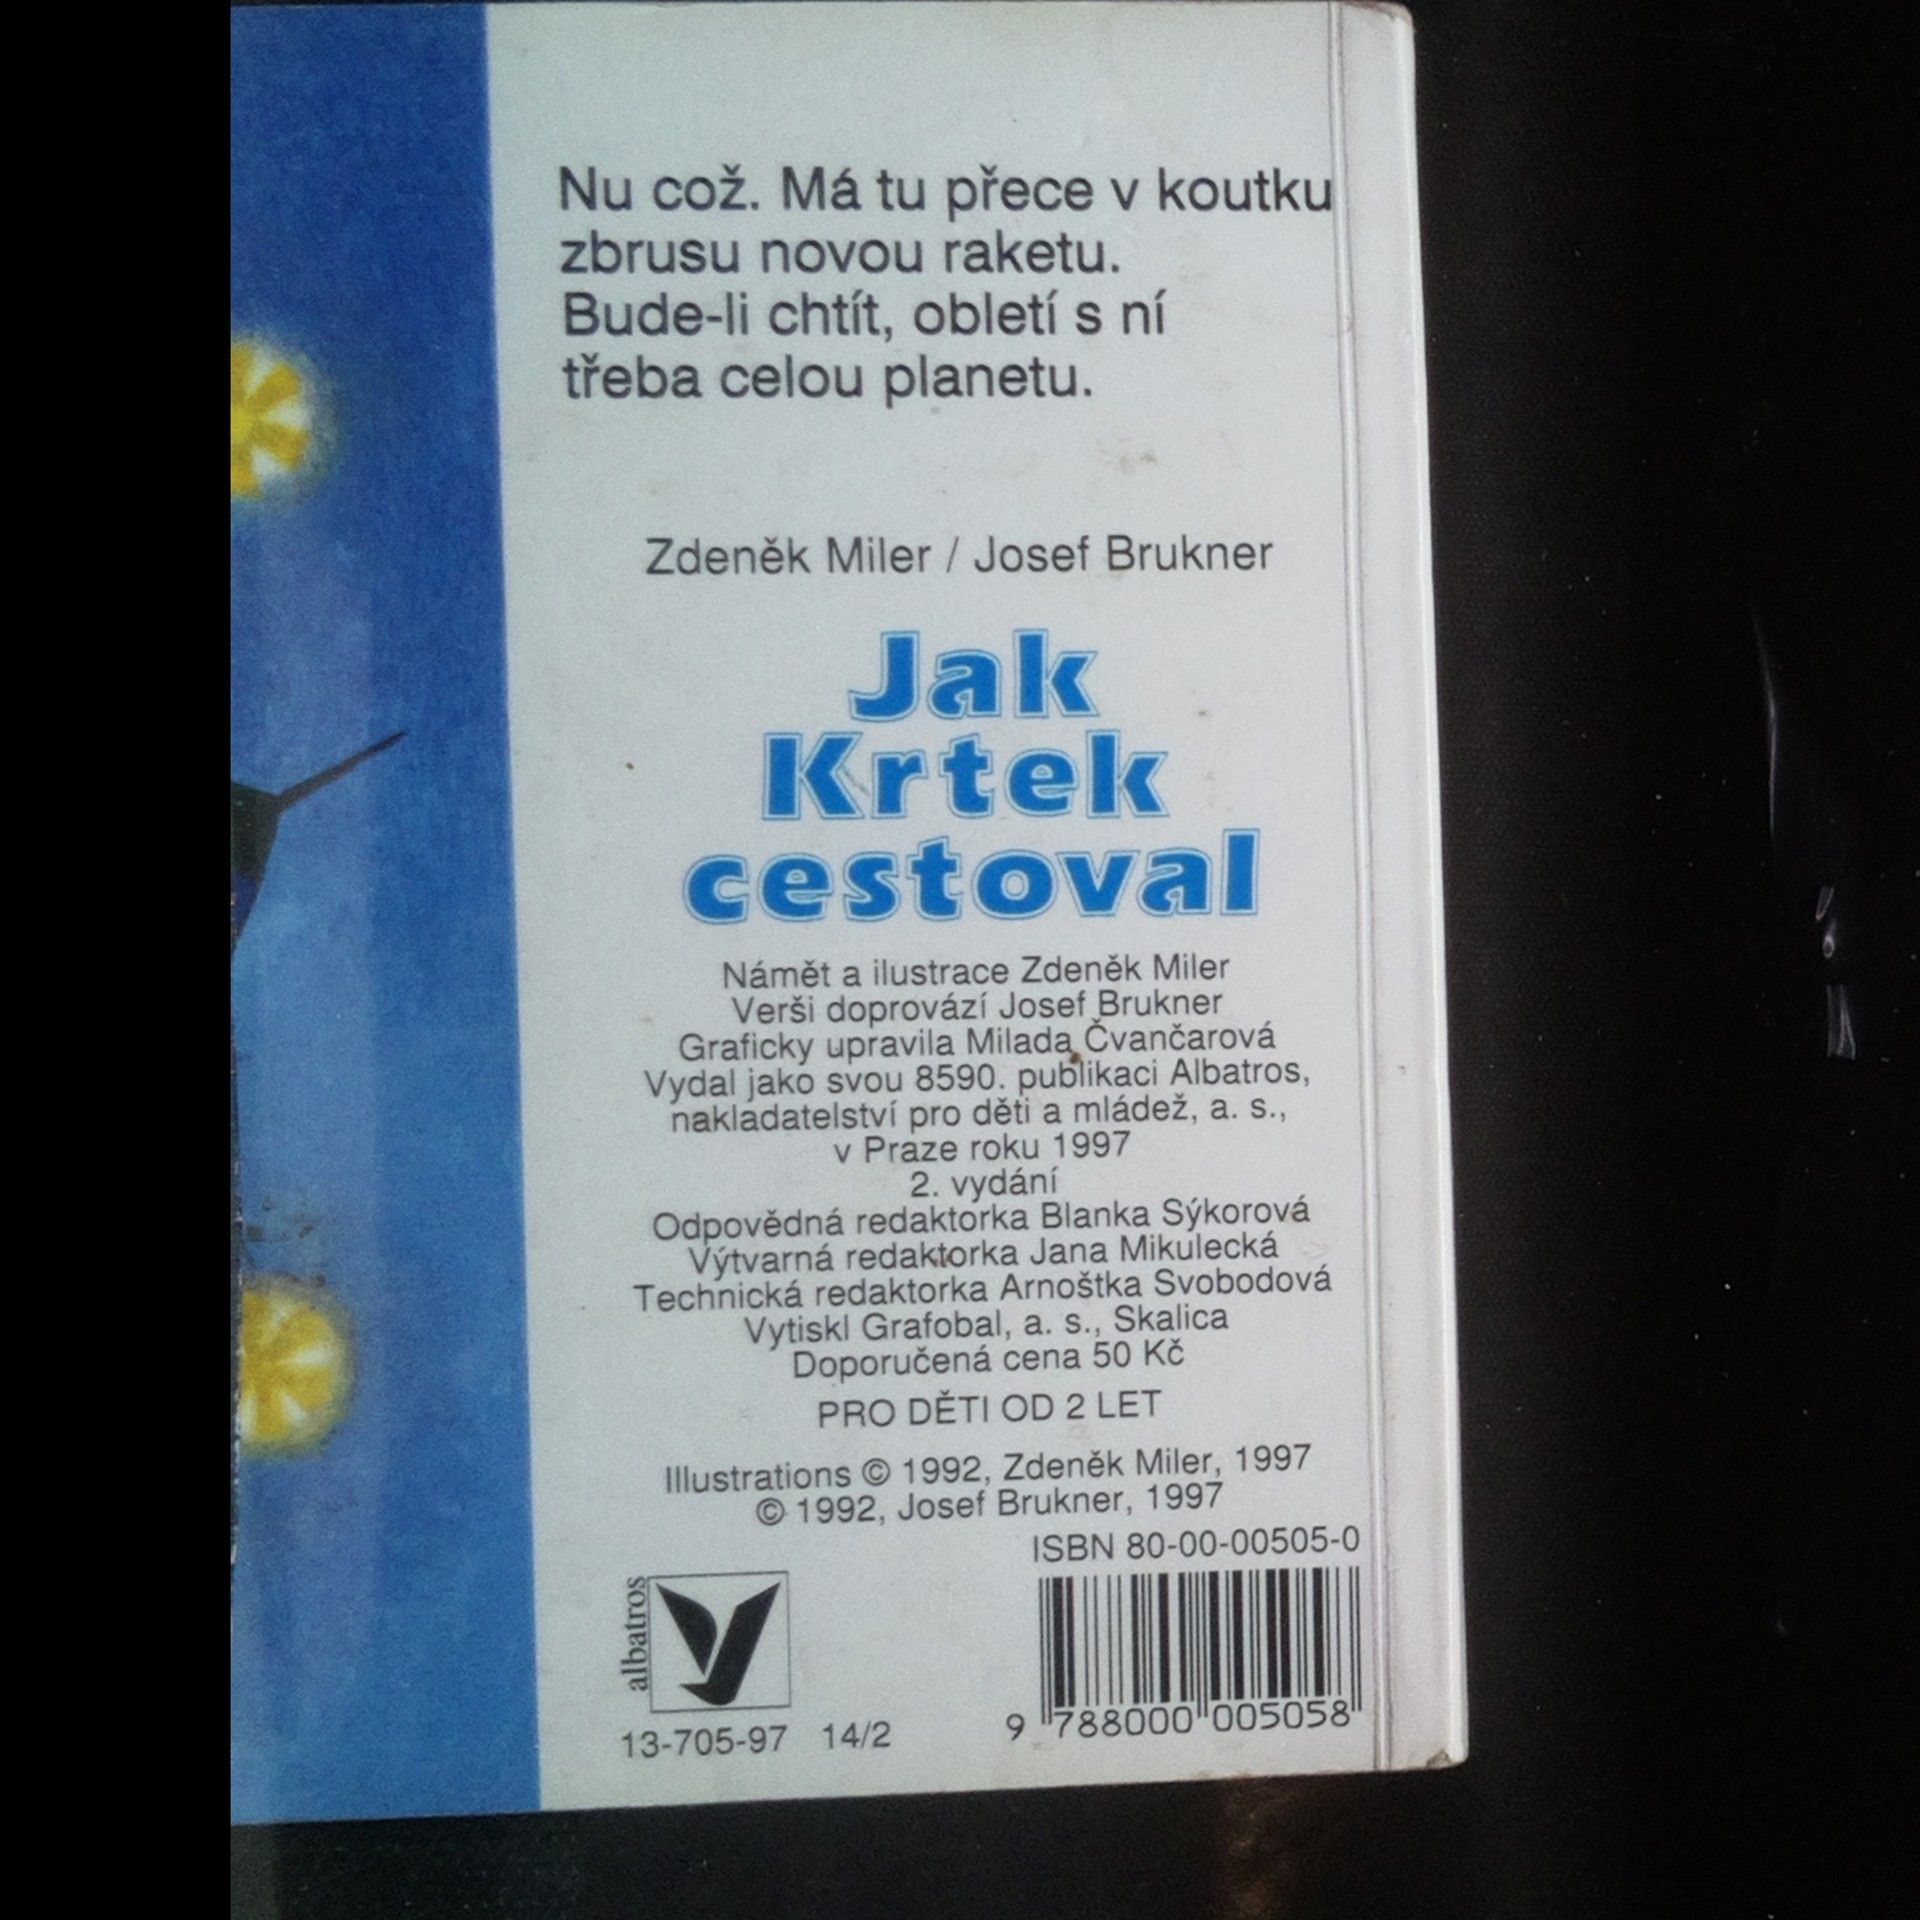 Nu což. Má tu přece v koutku
zbrusu novou raketu.
Bude-li chtít, obletí s ní
třeba celou planetu.
Zdeněk Miler / Josef Brukner
Jak
Krtek
cestoval
Námět a ilustrace Zdeněk Miler
Verši doprovází Josef Brukner
Graficky upravila Milada Čvančarová
Vydal jako svou 8590. publikaci Albatros,
nakladatelství pro děti a mládež, a. s.,
v Praze roku 1997
2. vydání
Odpovědná redaktorka Blanka Sýkorová
Výtvarná redaktorka Jana Mikulecká
Technická redaktorka Arnoštka Svobodová
Vytiskl Grafobal, a. s., Skalica
Doporučená cena 50 Kč
PRO DĚTI OD 2 LET
Illustrations © 1992, Zdeněk Miler, 1997
© 1992, Josef Brukner, 1997
ISBN 80-00-00505-0
albatros
13-705-97 14/2
9 788000 005058